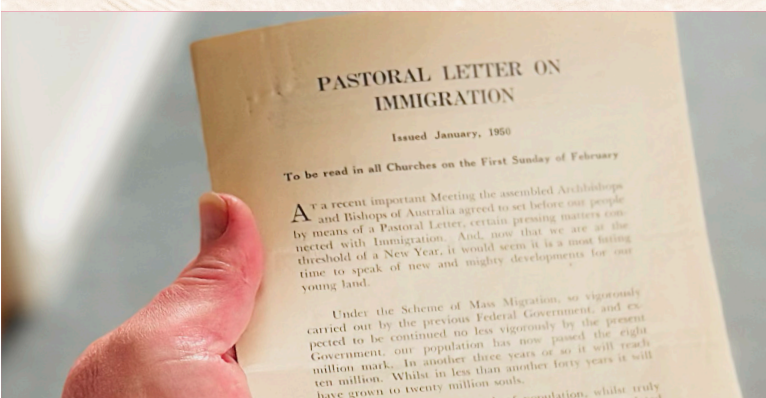 PASTORAL LETTER ON
IMMIGRATION
Issued January, 1950
To be read in all Churches on the First Sunday of February
AT a recent important Meeting the assembled Archbishops
and Bishops of Australia agreed to set before our people
by means of a Pastoral Letter, certain pressing matters con-
nected with Immigration. And, now that we are at the
threshold of a New Year, it would seem it is a most fitting
time to speak of new and mighty developments for our
young land.
Under the Scheme of Mass Migration, so vigorously
carried out by the previous Federal Government, and ex-
pected to be continued no less vigorously by the present
Government, our population has now passed the eight
million mark. In another three years or so it will reach
ten million. Whilst in less than another forty years it will
have grown to twenty million souls.
population, whilst truly